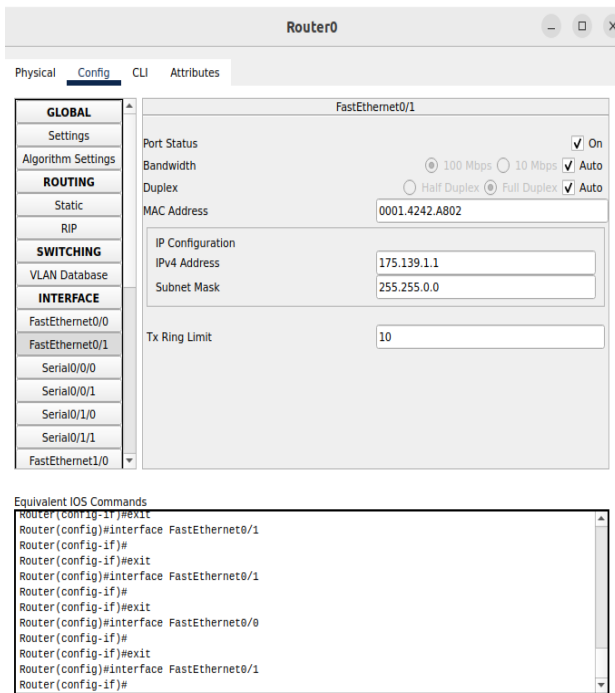 Router0
Physical Config CLI Attributes
GLOBAL
Settings
Algorithm Settings
ROUTING
Static
RIP
SWITCHING
VLAN Database
INTERFACE
FastEthernet0/0
FastEthernet0/1
Serial0/0/0
Serial0/0/1
Serial0/1/0
Serial0/1/1
FastEthernet1/0
FastEthernet0/1
Port Status On
Bandwidth 100 Mbps 10 Mbps Auto
Duplex Half Duplex Full Duplex Auto
MAC Address 0001.4242.A802
IP Configuration
IPv4 Address 175.139.1.1
Subnet Mask 255.255.0.0
Tx Ring Limit 10
Equivalent IOS Commands
Router(config-if)#exit
Router(config)#interface FastEthernet0/1
Router(config-if)#
Router(config-if)#exit
Router(config)#interface FastEthernet0/1
Router(config-if)#
Router(config-if)#exit
Router(config)#interface FastEthernet0/0
Router(config-if)#
Router(config-if)#exit
Router(config)#interface FastEthernet0/1
Router(config-if)#